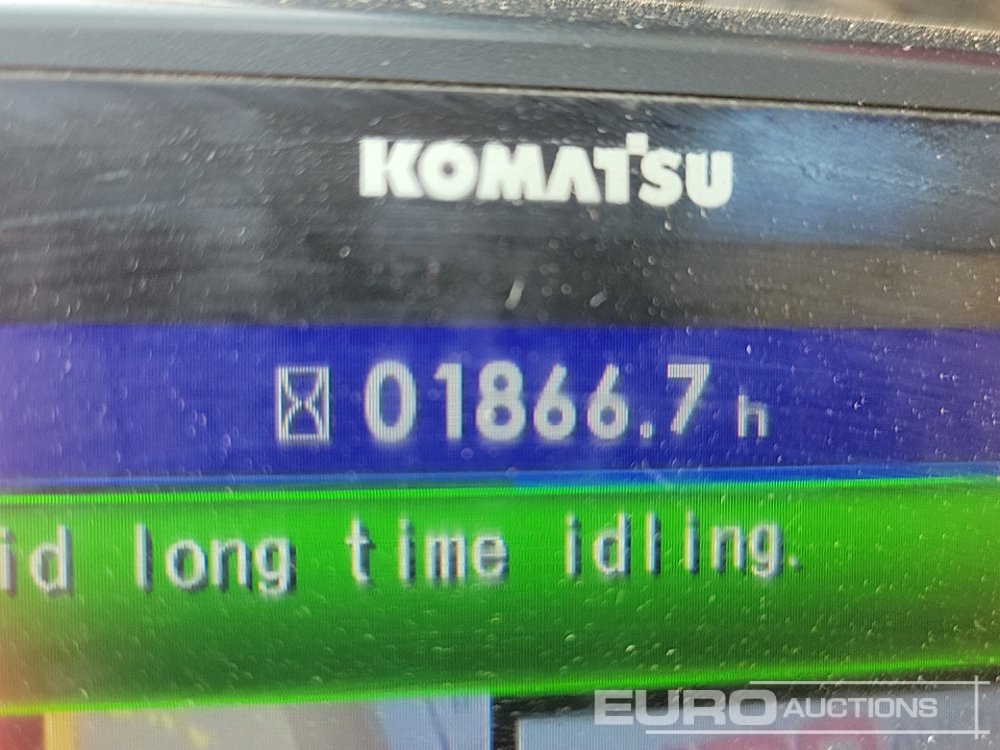 KOMATSU
01866.7 h
id long time idling.
EURO AUCTIONS